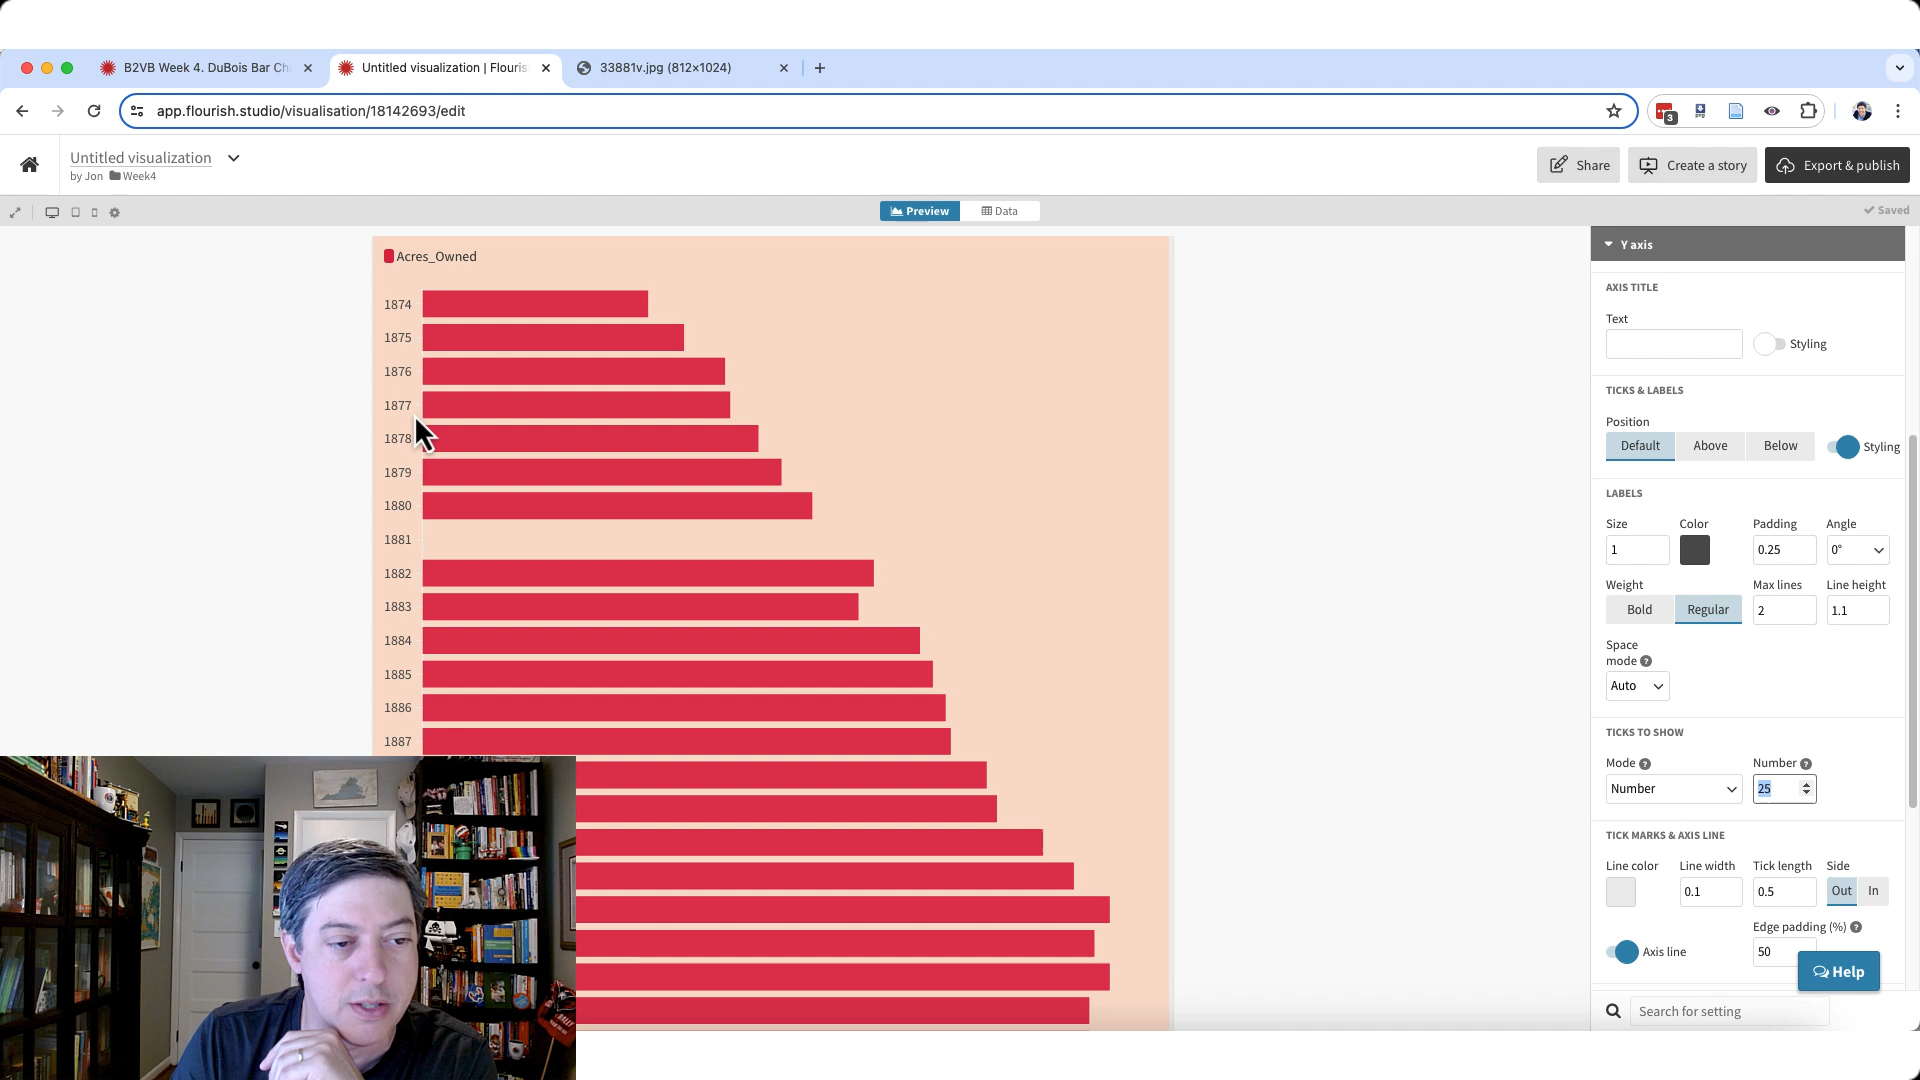 B2VB Week 4. DuBois Bar Ch
Untitled visualization | Flouris
33881v.jpg (812×1024)
app.flourish.studio/visualisation/18142693/edit
3
Untitled visualization
by Jon Week4
Share
Create a story
Export & publish
Preview
Data
Saved
Acres_Owned
1874
1875
1876
1877
1878
1879
1880
1881
1882
1883
1884
1885
1886
1887
Y axis
AXIS TITLE
Text
Styling
TICKS & LABELS
Position
Default Above Below Styling
LABELS
Size Color Padding Angle
1 0.25 0°
Weight Max lines Line height
Bold Regular 2 1.1
Space
mode ?
Auto
TICKS TO SHOW
Mode ? Number ?
Number 25
TICK MARKS & AXIS LINE
Line color Line width Tick length Side
0.1 0.5 Out In
Edge padding (%) ?
Axis line 50
Help
Search for setting